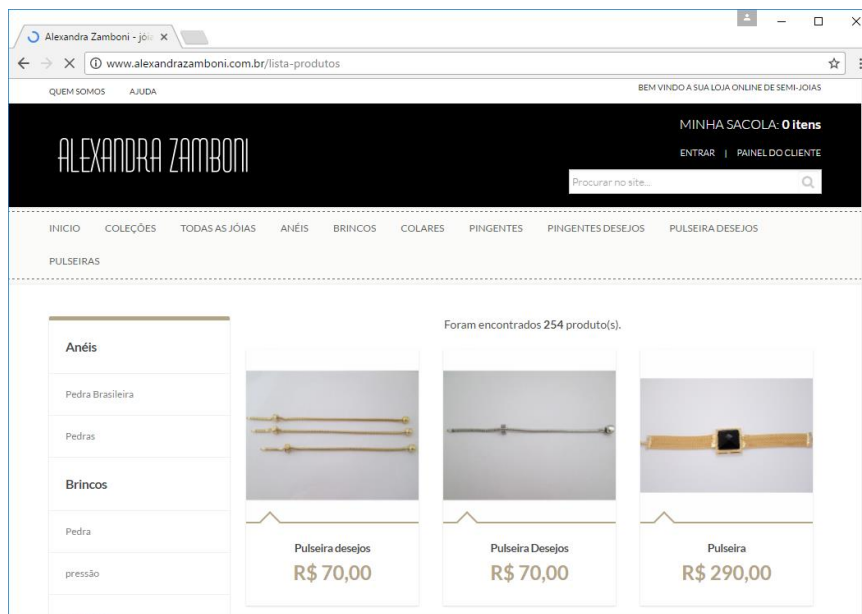 Alexandra Zamboni - jói
www.alexandrazamboni.com.br/lista-produtos
QUEM SOMOS AJUDA BEM VINDO A SUA LOJA ONLINE DE SEMI-JOIAS
MINHA SACOLA: 0 itens
ALEXANDRA ZAMBONI
ENTRAR | PAINEL DO CLIENTE
Procurar no site...
INICIO COLEÇÕES TODAS AS JÓIAS ANÉIS BRINCOS COLARES PINGENTES PINGENTES DESEJOS PULSEIRA DESEJOS
PULSEIRAS
Foram encontrados 254 produto(s).
Anéis
Pedra Brasileira
Pedras
Brincos
Pedra
pressão
Pulseira desejos Pulseira Desejos Pulseira
R$ 70,00 R$ 70,00 R$ 290,00